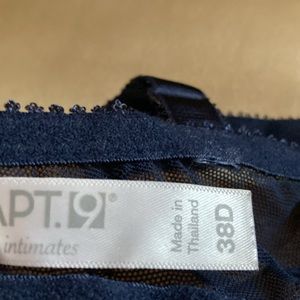 APT.9®
intimates
Made in
Thailand
38D